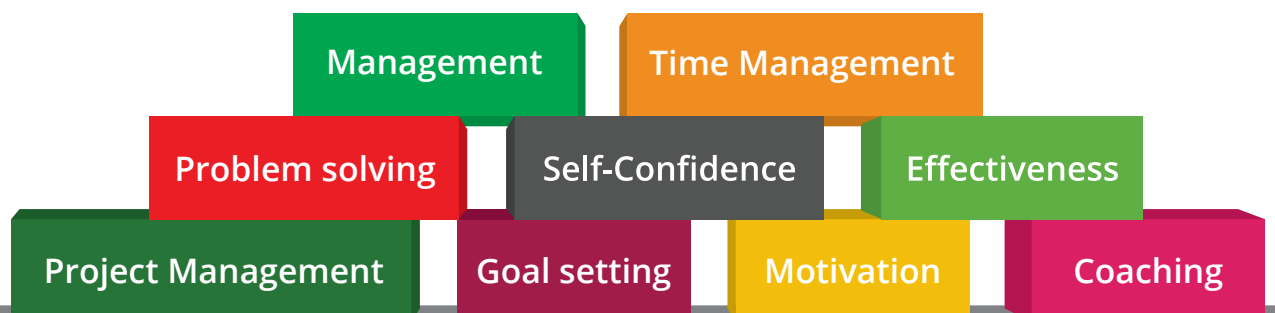 Management
Time Management
Problem solving
Self-Confidence
Effectiveness
Project Management
Goal setting
Motivation
Coaching